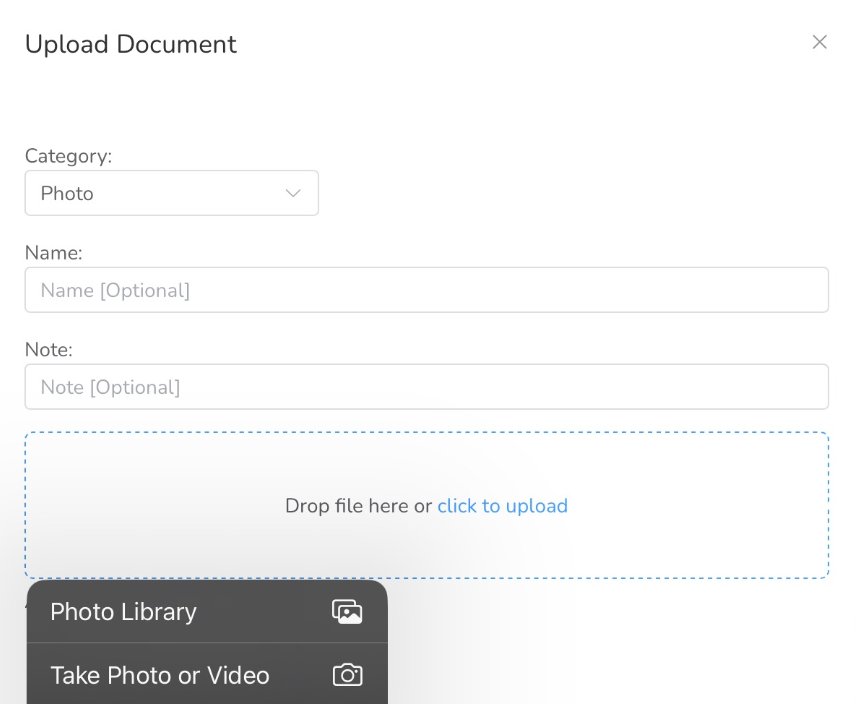 Upload Document
Category:
Photo
Name:
Name [Optional]
Note:
Note [Optional]
Drop file here or click to upload
Photo Library
Take Photo or Video